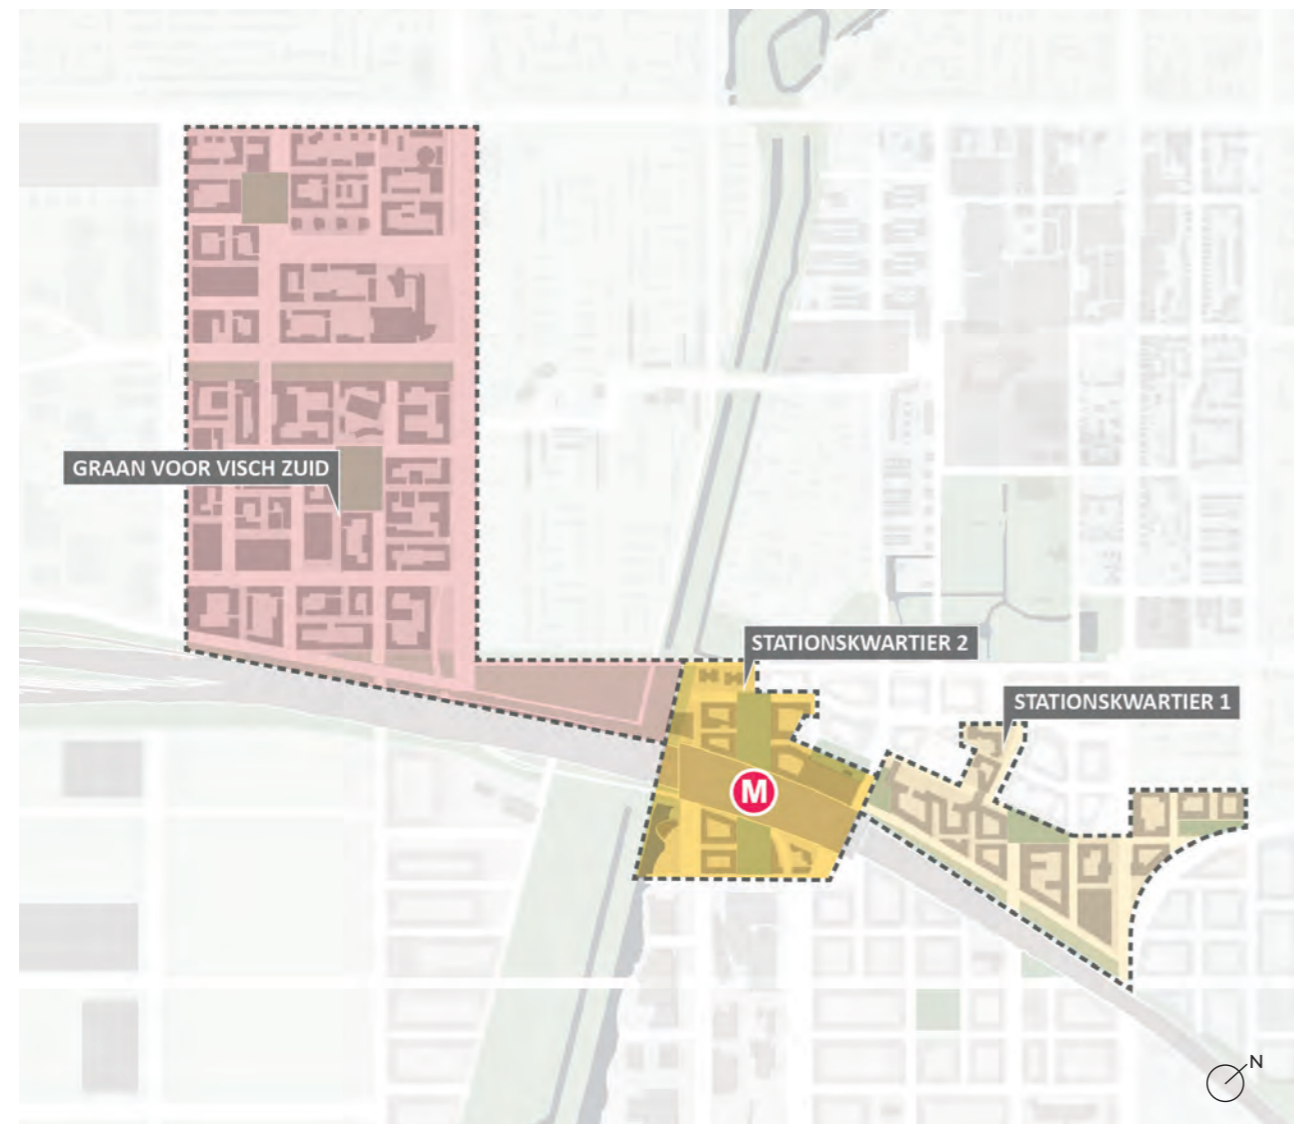 GRAAN VOOR VISCH ZUID
STATIONSKWARTIER 2
STATIONSKWARTIER 1
M
N